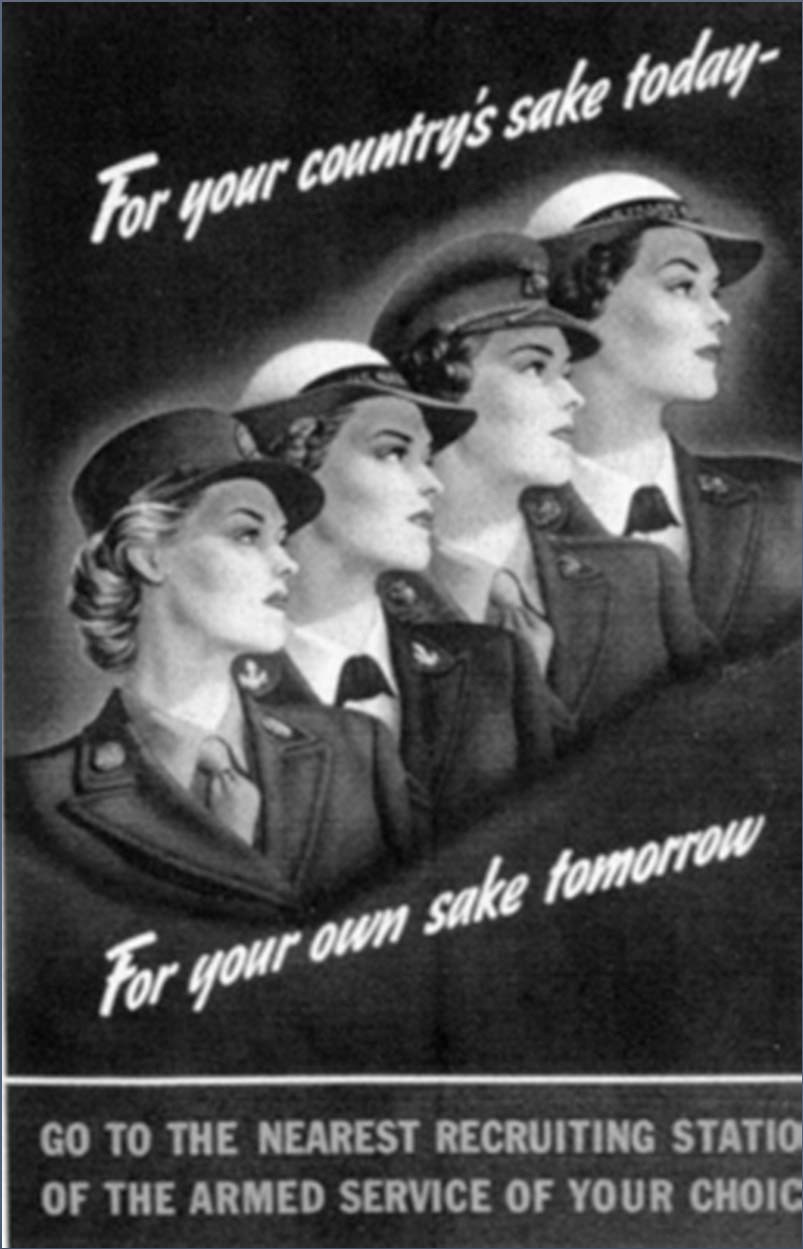 For your country's sake today-
For your own sake tomorrow
GO TO THE NEAREST RECRUITING STATIO
OF THE ARMED SERVICE OF YOUR CHOIC